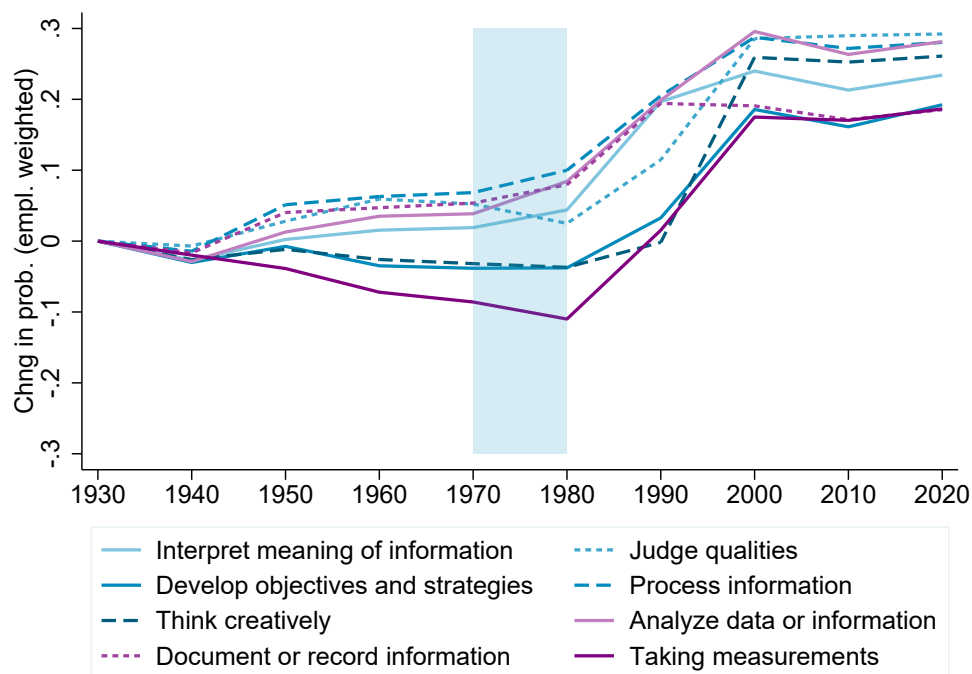 Chng in prob. (empl. weighted)
.3
.2
.1
0
-.1
-.2
-.3
1930 1940 1950 1960 1970 1980 1990 2000 2010 2020
Interpret meaning of information
Judge qualities
Develop objectives and strategies
Process information
Think creatively
Analyze data or information
Document or record information
Taking measurements